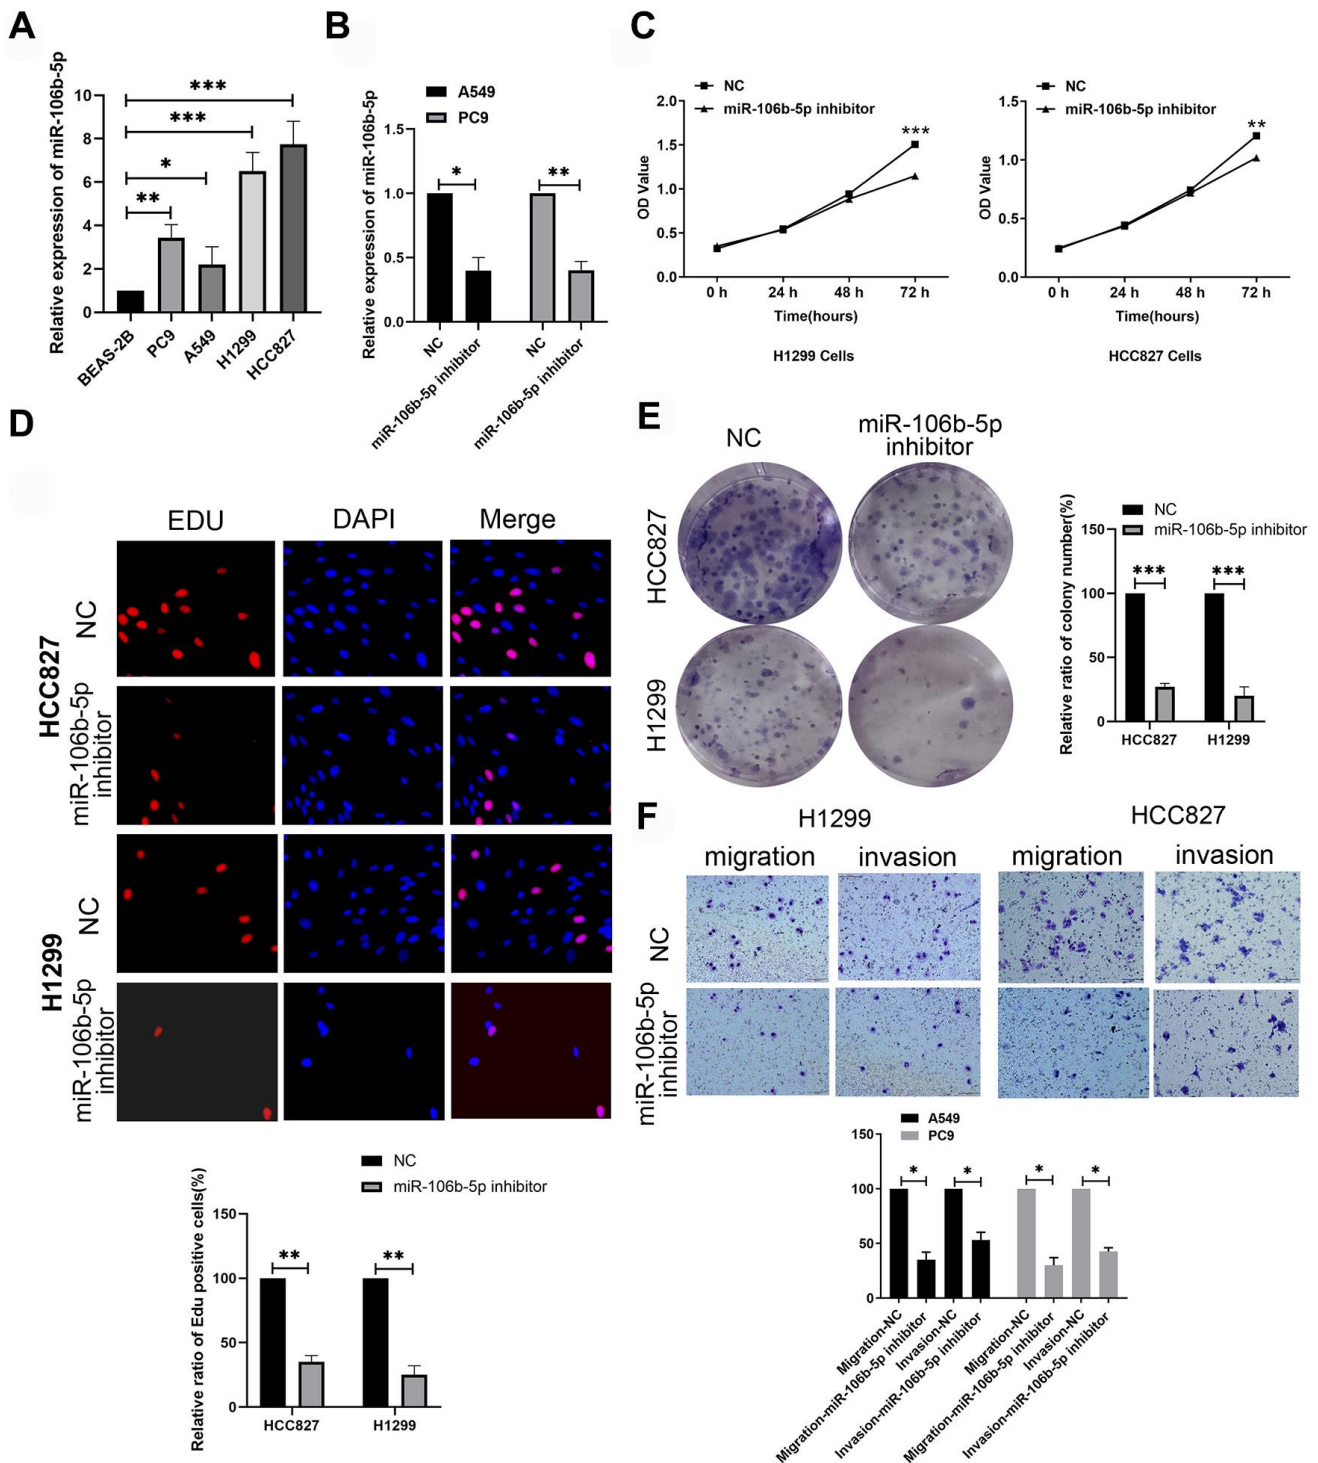 A
Relative expression of miR-106b-5p
10
8
6
4
2
0
***
***
*
**
BEAS-2B
PC9
A549
H1299
HCC827
B
A549
PC9
Relative expression of miR-106b-5p
1.5
1.0
0.5
0.0
*
**
NC
miR-106b-5p inhibitor
NC
miR-106b-5p inhibitor
C
NC
miR-106b-5p inhibitor
OD Value
2.0
1.5
1.0
0.5
0.0
***
0 h
24 h
48 h
72 h
Time(hours)
H1299 Cells
NC
miR-106b-5p inhibitor
OD Value
1.5
1.0
0.5
0.0
**
0 h
24 h
48 h
72 h
Time(hours)
HCC827 Cells
D
EDU
DAPI
Merge
HCC827
NC
miR-106b-5p
inhibitor
H1299
NC
miR-106b-5p
inhibitor
NC
miR-106b-5p inhibitor
Relative ratio of Edu positive cells(%)
150
100
50
0
**
**
HCC827
H1299
E
NC
miR-106b-5p
inhibitor
HCC827
H1299
NC
miR-106b-5p inhibitor
Relative ratio of colony number(%)
150
100
50
0
***
***
HCC827
H1299
F
H1299
HCC827
migration
invasion
migration
invasion
NC
miR-106b-5p
inhibitor
A549
PC9
150
100
50
0
*
*
*
*
Migration-NC
Migration-miR-106b-5p inhibitor
Invasion-NC
Invasion-miR-106b-5p inhibitor
Migration-NC
Migration-miR-106b-5p inhibitor
Invasion-NC
Invasion-miR-106b-5p inhibitor